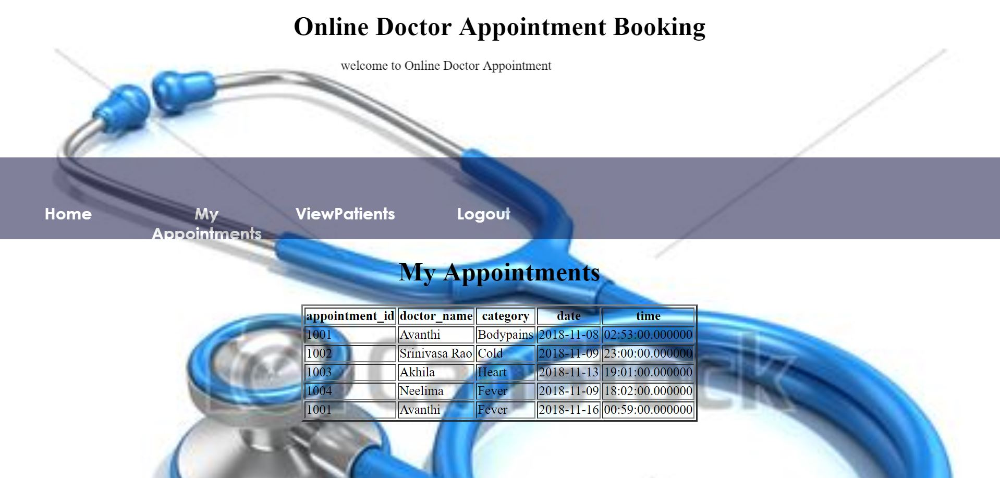 Online Doctor Appointment Booking
welcome to Online Doctor Appointment
Home My ViewPatients Logout
Appointments
My Appointments
appointment_id doctor_name category date time
1001 Avanthi Bodypains 2018-11-08 02:53:00.000000
1002 Srinivasa Rao Cold 2018-11-09 23:00:00.000000
1003 Akhila Heart 2018-11-13 19:01:00.000000
1004 Neelima Fever 2018-11-09 18:02:00.000000
1001 Avanthi Fever 2018-11-16 00:59:00.000000